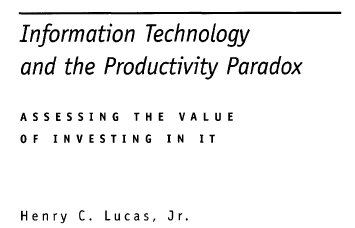 Information Technology
and the Productivity Paradox
ASSESSING THE VALUE
OF INVESTING IN IT
Henry C. Lucas, Jr.